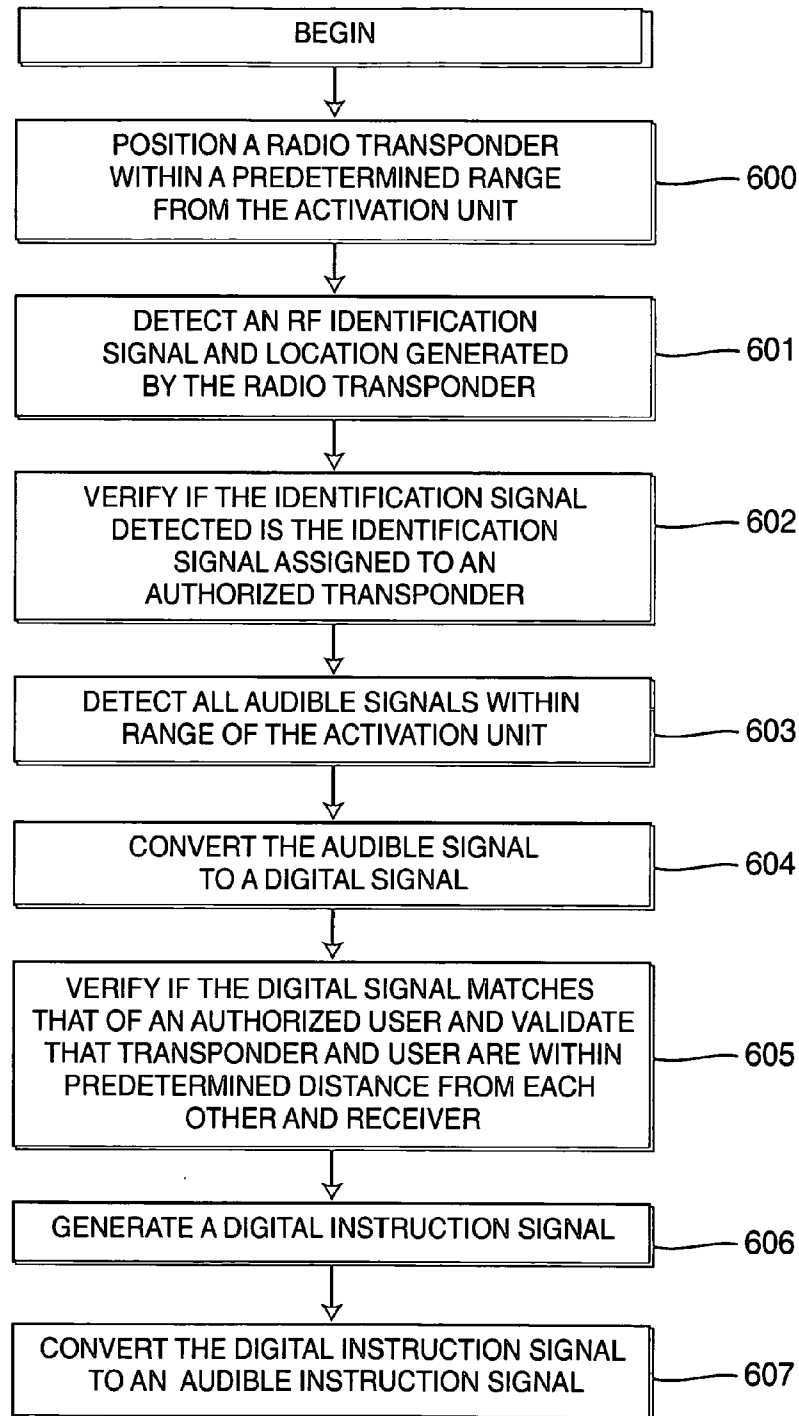 BEGIN
POSITION A RADIO TRANSPONDER
WITHIN A PREDETERMINED RANGE
FROM THE ACTIVATION UNIT
600
DETECT AN RF IDENTIFICATION
SIGNAL AND LOCATION GENERATED
BY THE RADIO TRANSPONDER
601
VERIFY IF THE IDENTIFICATION SIGNAL
DETECTED IS THE IDENTIFICATION
SIGNAL ASSIGNED TO AN
AUTHORIZED TRANSPONDER
602
DETECT ALL AUDIBLE SIGNALS WITHIN
RANGE OF THE ACTIVATION UNIT
603
CONVERT THE AUDIBLE SIGNAL
TO A DIGITAL SIGNAL
604
VERIFY IF THE DIGITAL SIGNAL MATCHES
THAT OF AN AUTHORIZED USER AND VALIDATE
THAT TRANSPONDER AND USER ARE WITHIN
PREDETERMINED DISTANCE FROM EACH
OTHER AND RECEIVER
605
GENERATE A DIGITAL INSTRUCTION SIGNAL
606
CONVERT THE DIGITAL INSTRUCTION SIGNAL
TO AN AUDIBLE INSTRUCTION SIGNAL
607